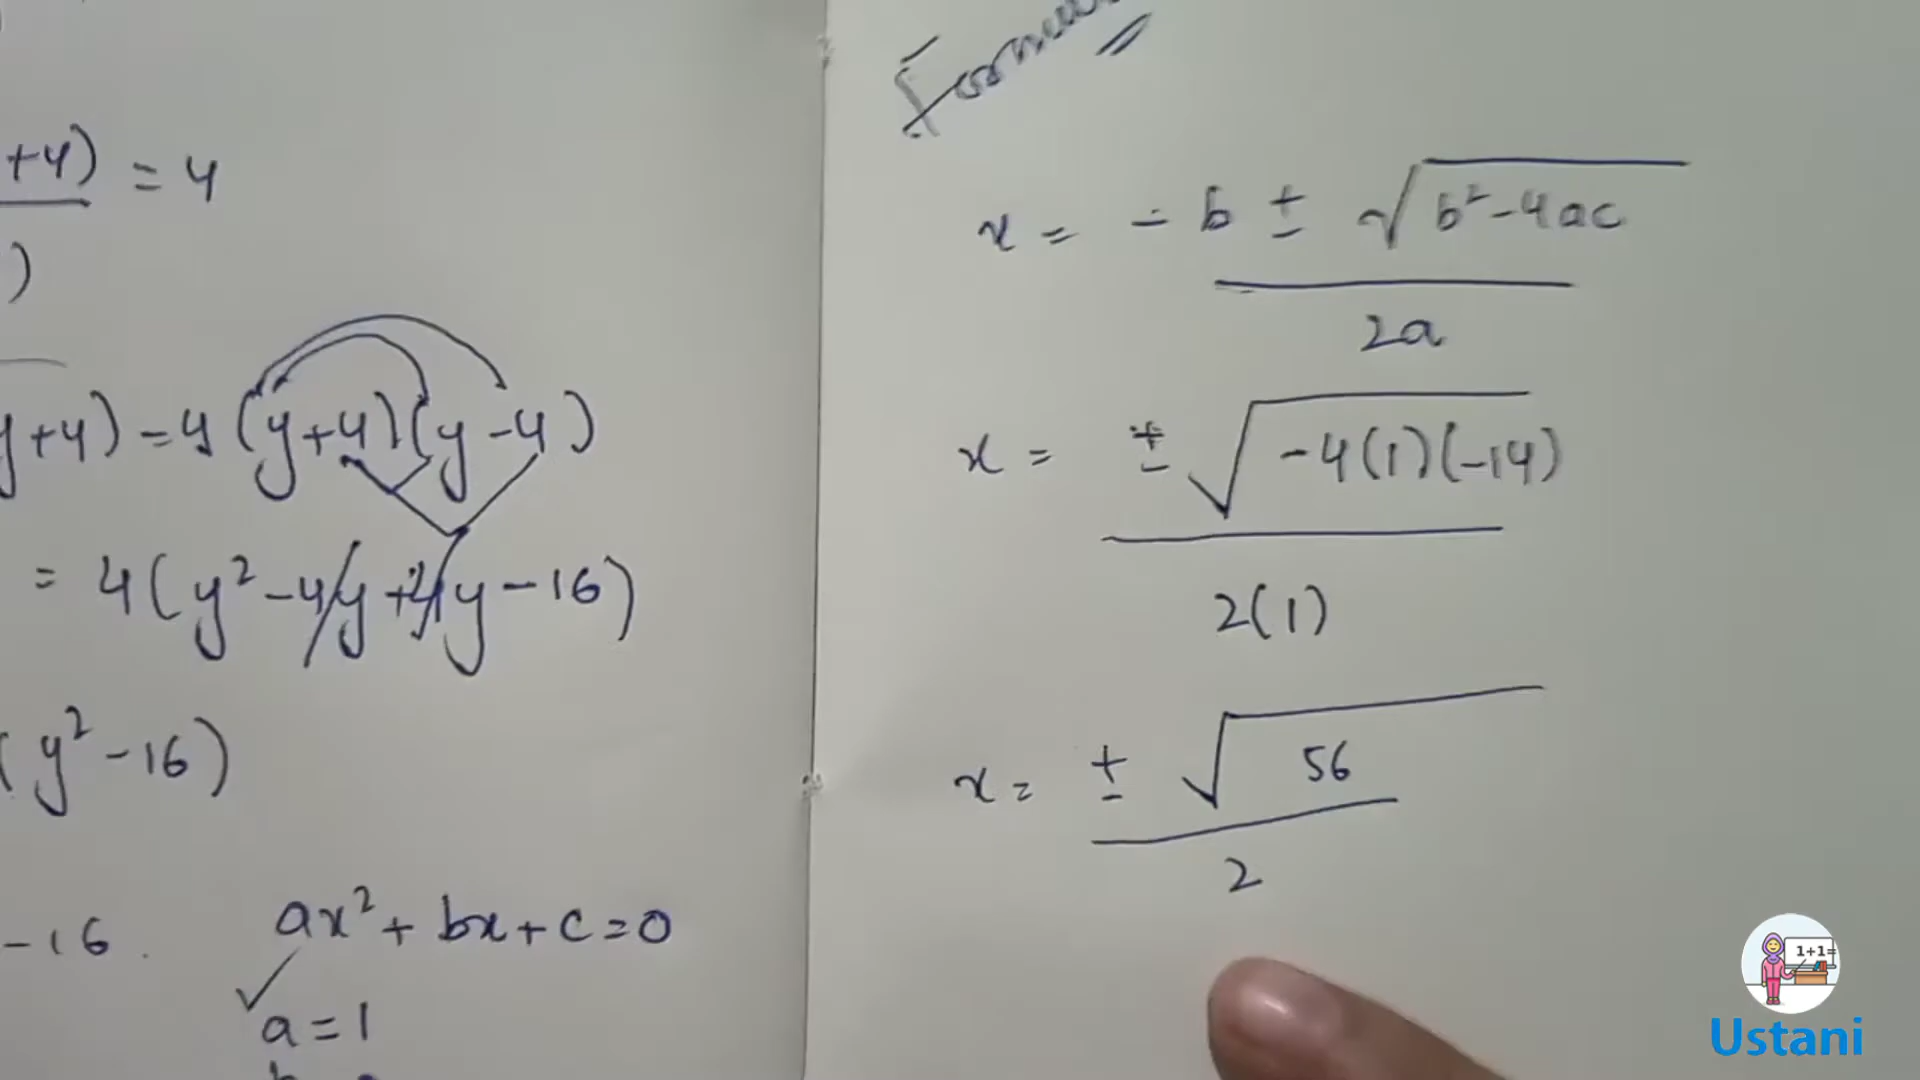 +4) = 4
)
y+4) = 4 (y+4)(y-4)
= 4(y² - 4y + 4y - 16)
(y² - 16)
- 16.
ax² + bx + c = 0
a = 1
x = - b ± √b² - 4ac
2a
x = ± √-4(1)(-14)
2(1)
x = ± √56
2
1+1=
Ustani